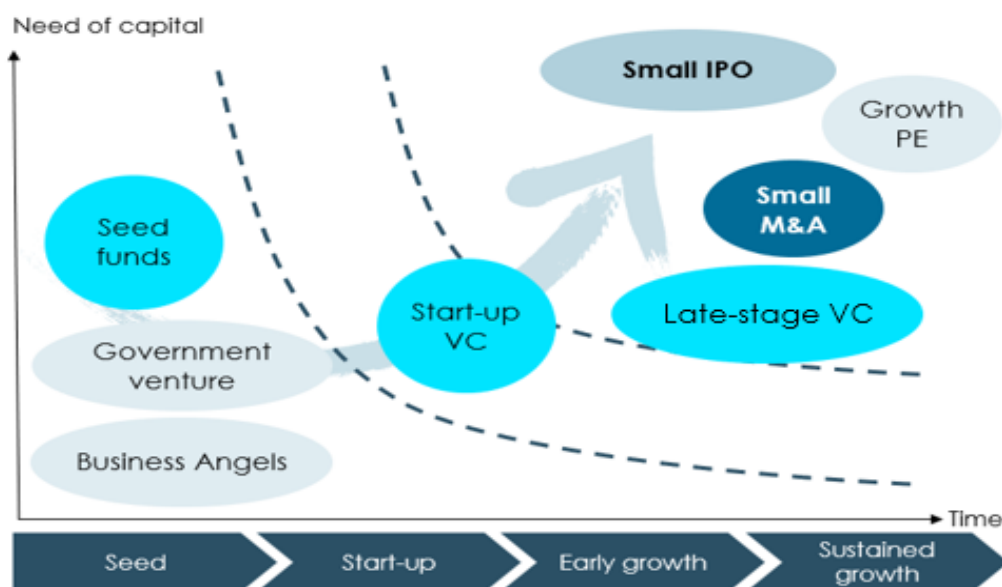 Need of capital
Small IPO
Growth
PE
Small
M&A
Seed
funds
Start-up
VC
Late-stage VC
Government
venture
Business Angels
Time
Seed
Start-up
Early growth
Sustained
growth